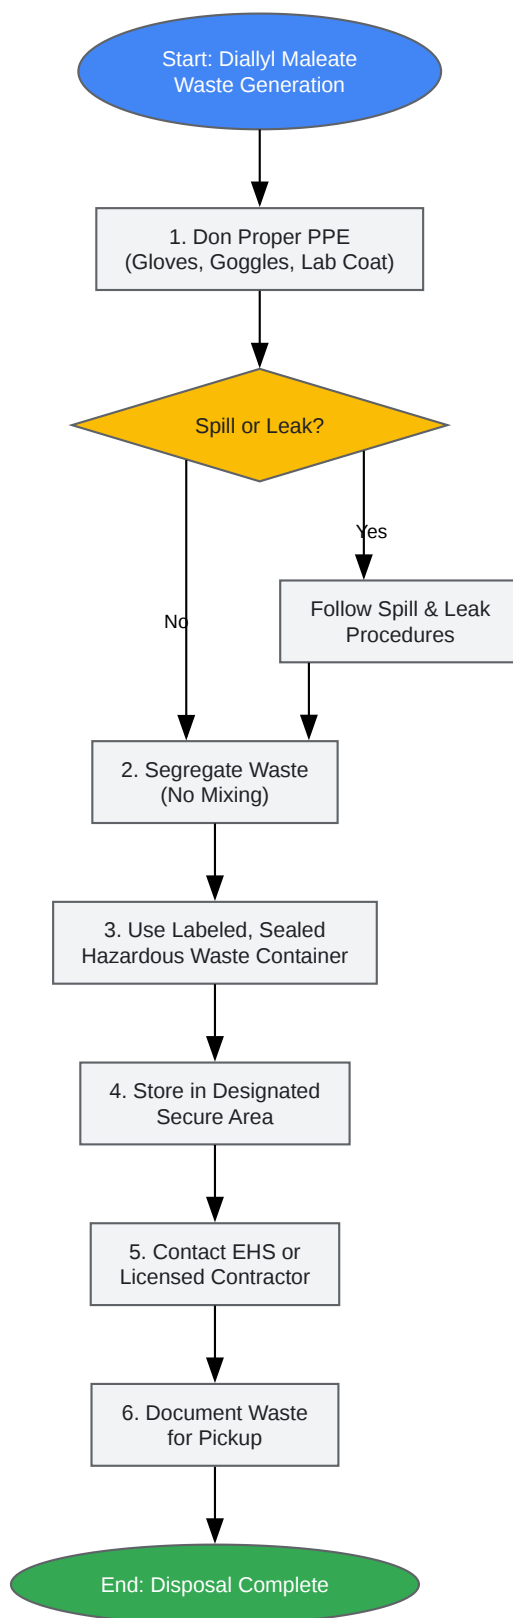 Start: Diallyl Maleate
Waste Generation
1. Don Proper PPE
(Gloves, Goggles, Lab Coat)
Spill or Leak?
Yes
Follow Spill & Leak
Procedures
No
2. Segregate Waste
(No Mixing)
3. Use Labeled, Sealed
Hazardous Waste Container
4. Store in Designated
Secure Area
5. Contact EHS or
Licensed Contractor
6. Document Waste
for Pickup
End: Disposal Complete